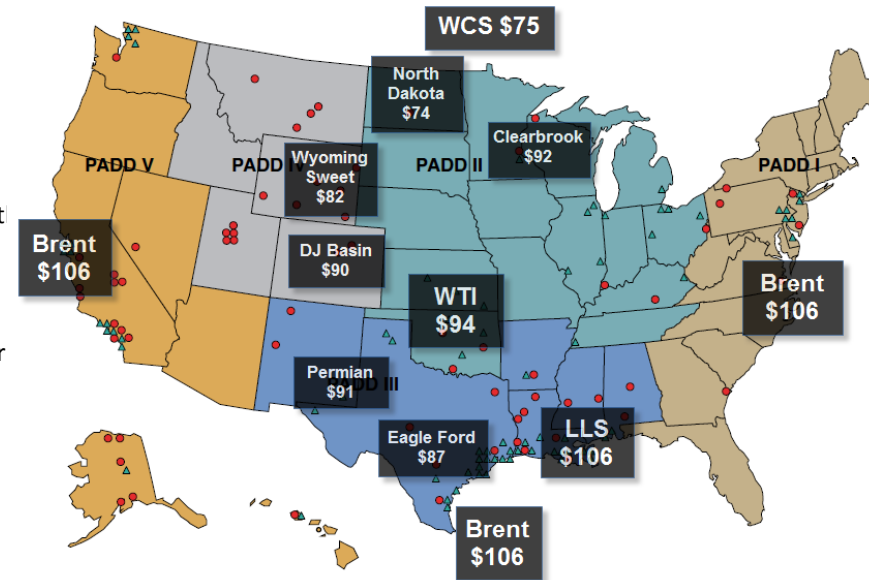 WCS $75
North
Dakota
$74
Clearbrook
$92
PADD V
PADD IV
PADD II
PADD I
Wyoming
Sweet
$82
Brent
$106
DJ Basin
$90
WTI
$94
Brent
$106
Permian
$91
PADD III
Eagle Ford
$87
LLS
$106
Brent
$106